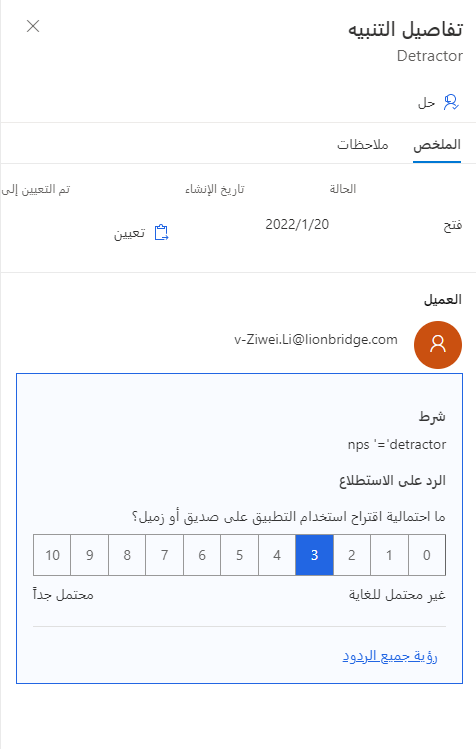 تفاصيل التنبيه
Detractor
حل
الملخص ملاحظات
الحالة تاريخ الإنشاء تم التعيين إلى
فتح 2022/1/20 تعيين
العميل
v-Ziwei.Li@lionbridge.com
شرط
nps '='detractor
الرد على الاستطلاع
ما احتمالية اقتراح استخدام التطبيق على صديق أو زميل؟
0 1 2 3 4 5 6 7 8 9 10
غير محتمل للغاية محتمل جداً
رؤية جميع الردود